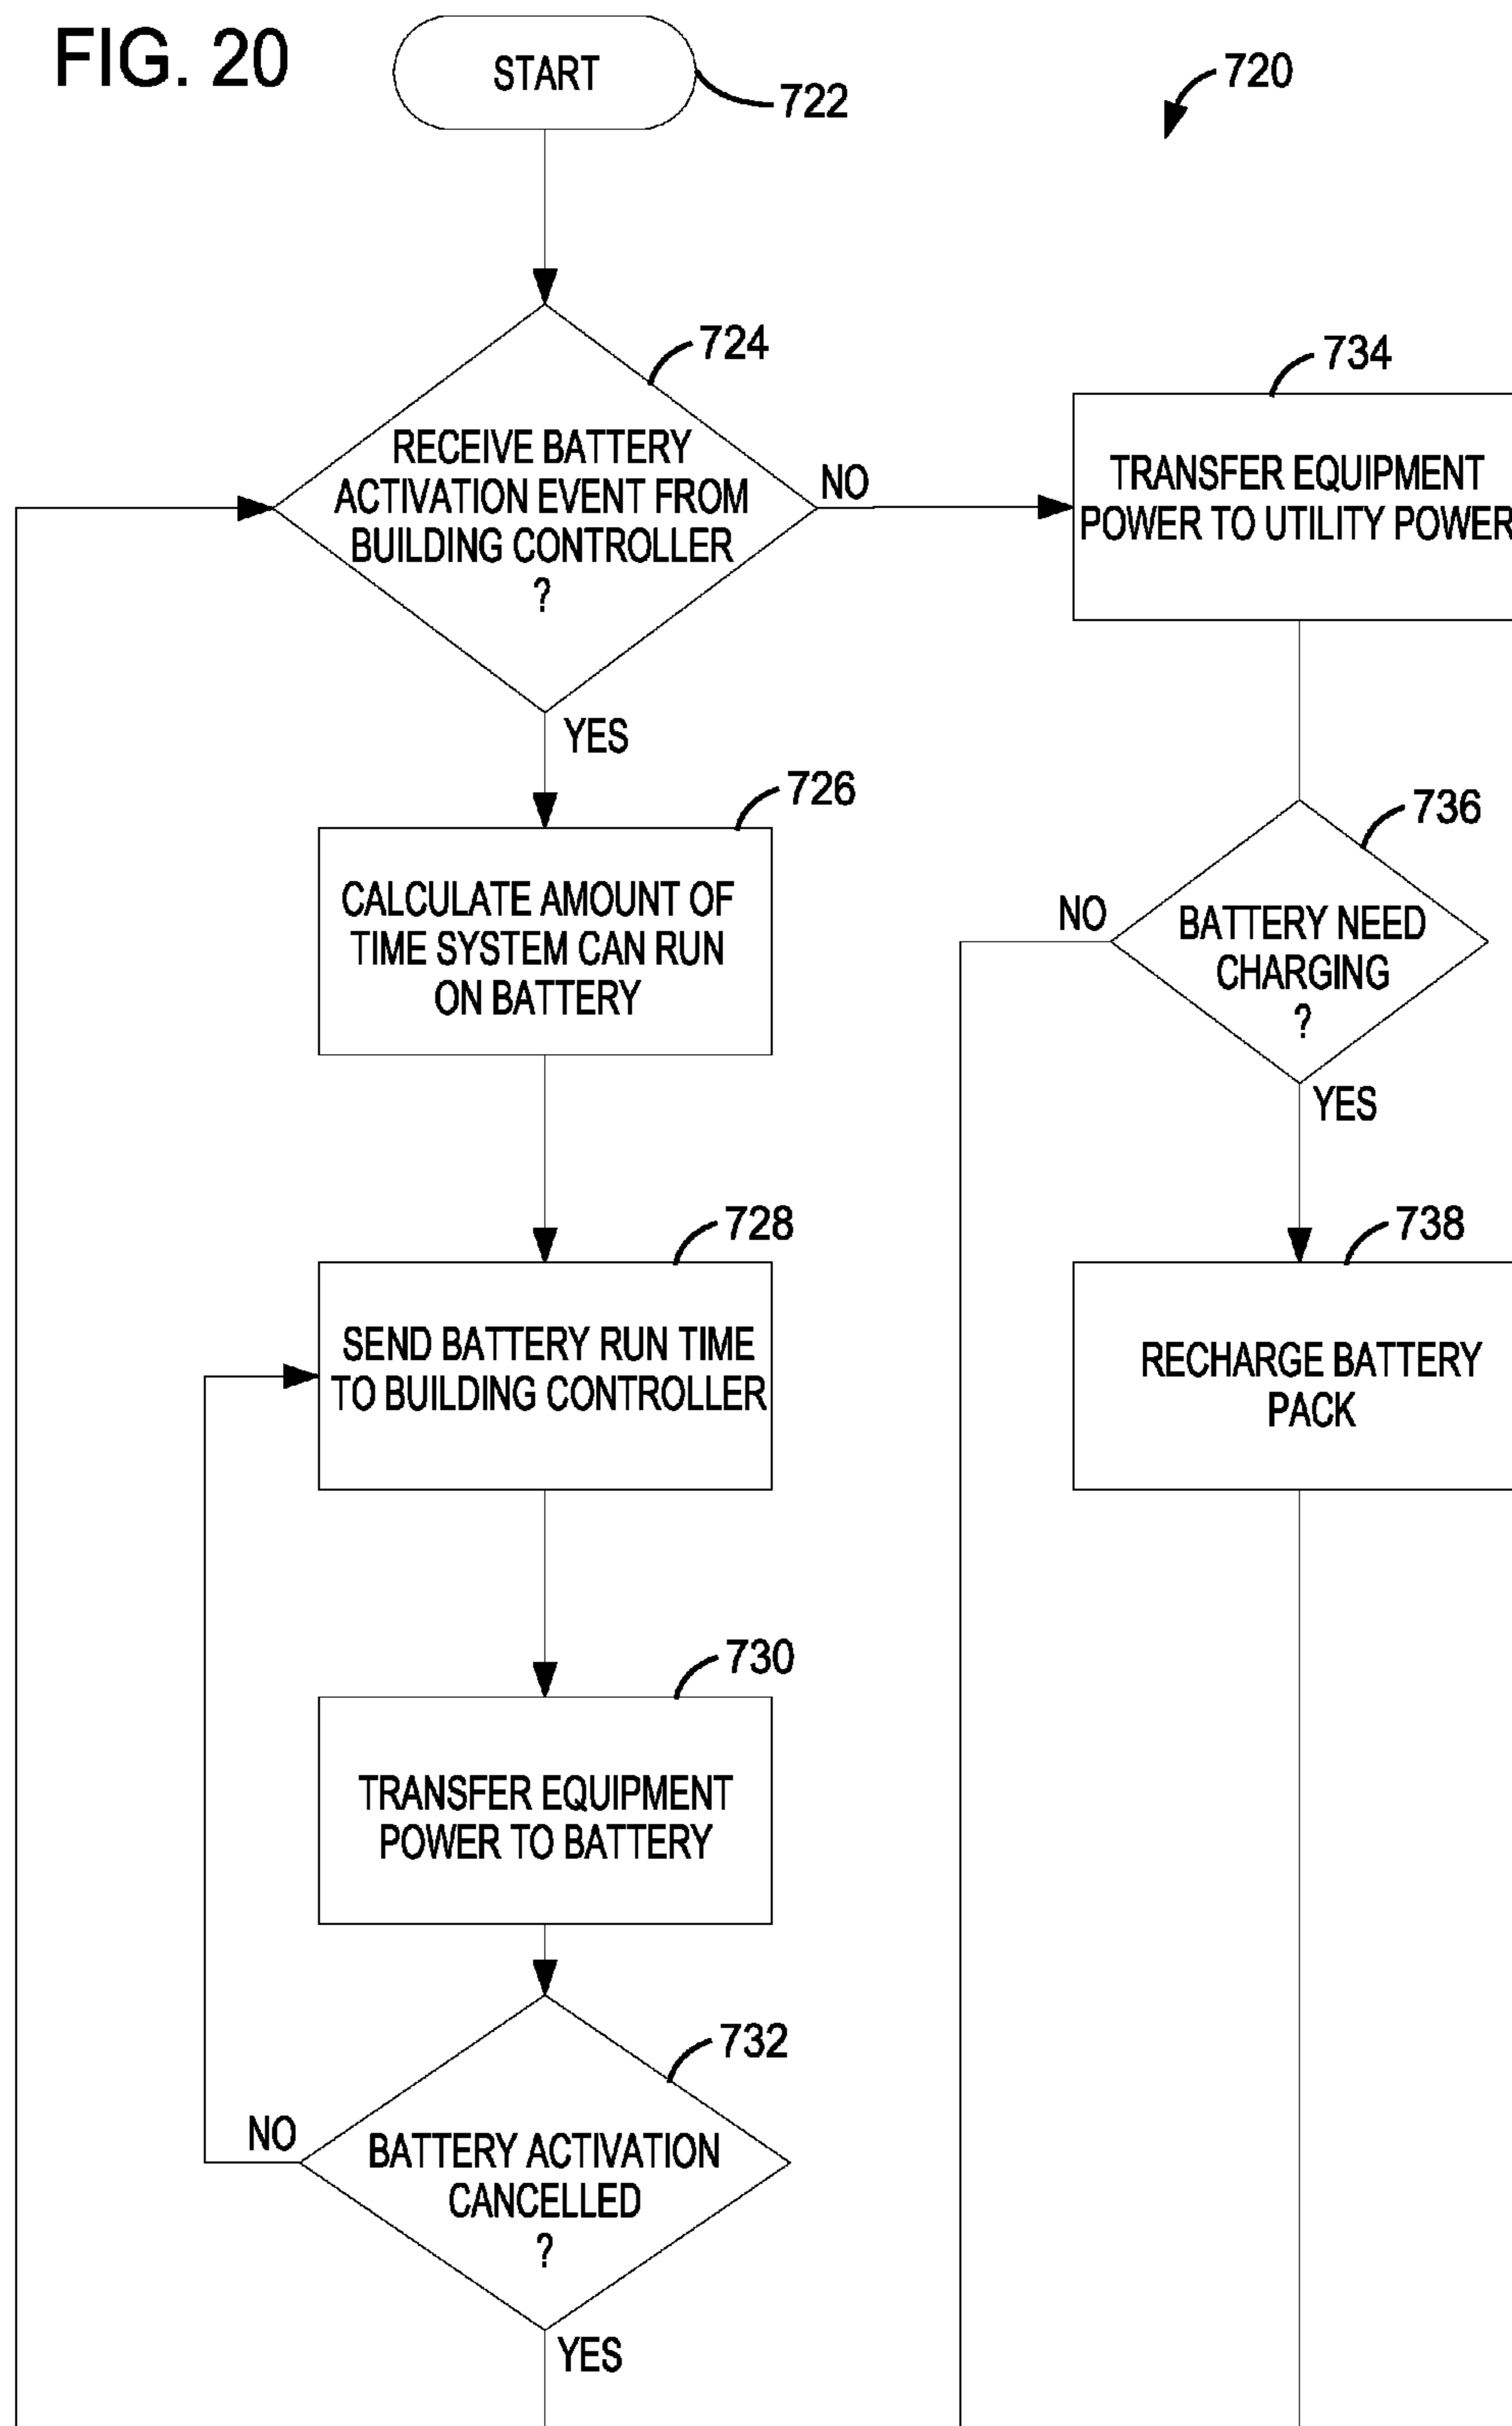 FIG. 20
START
722
720
724
RECEIVE BATTERY
ACTIVATION EVENT FROM
BUILDING CONTROLLER
?
NO
YES
734
TRANSFER EQUIPMENT
POWER TO UTILITY POWER
726
CALCULATE AMOUNT OF
TIME SYSTEM CAN RUN
ON BATTERY
736
NO
BATTERY NEED
CHARGING
?
YES
728
SEND BATTERY RUN TIME
TO BUILDING CONTROLLER
738
RECHARGE BATTERY
PACK
730
TRANSFER EQUIPMENT
POWER TO BATTERY
732
NO
BATTERY ACTIVATION
CANCELLED
?
YES